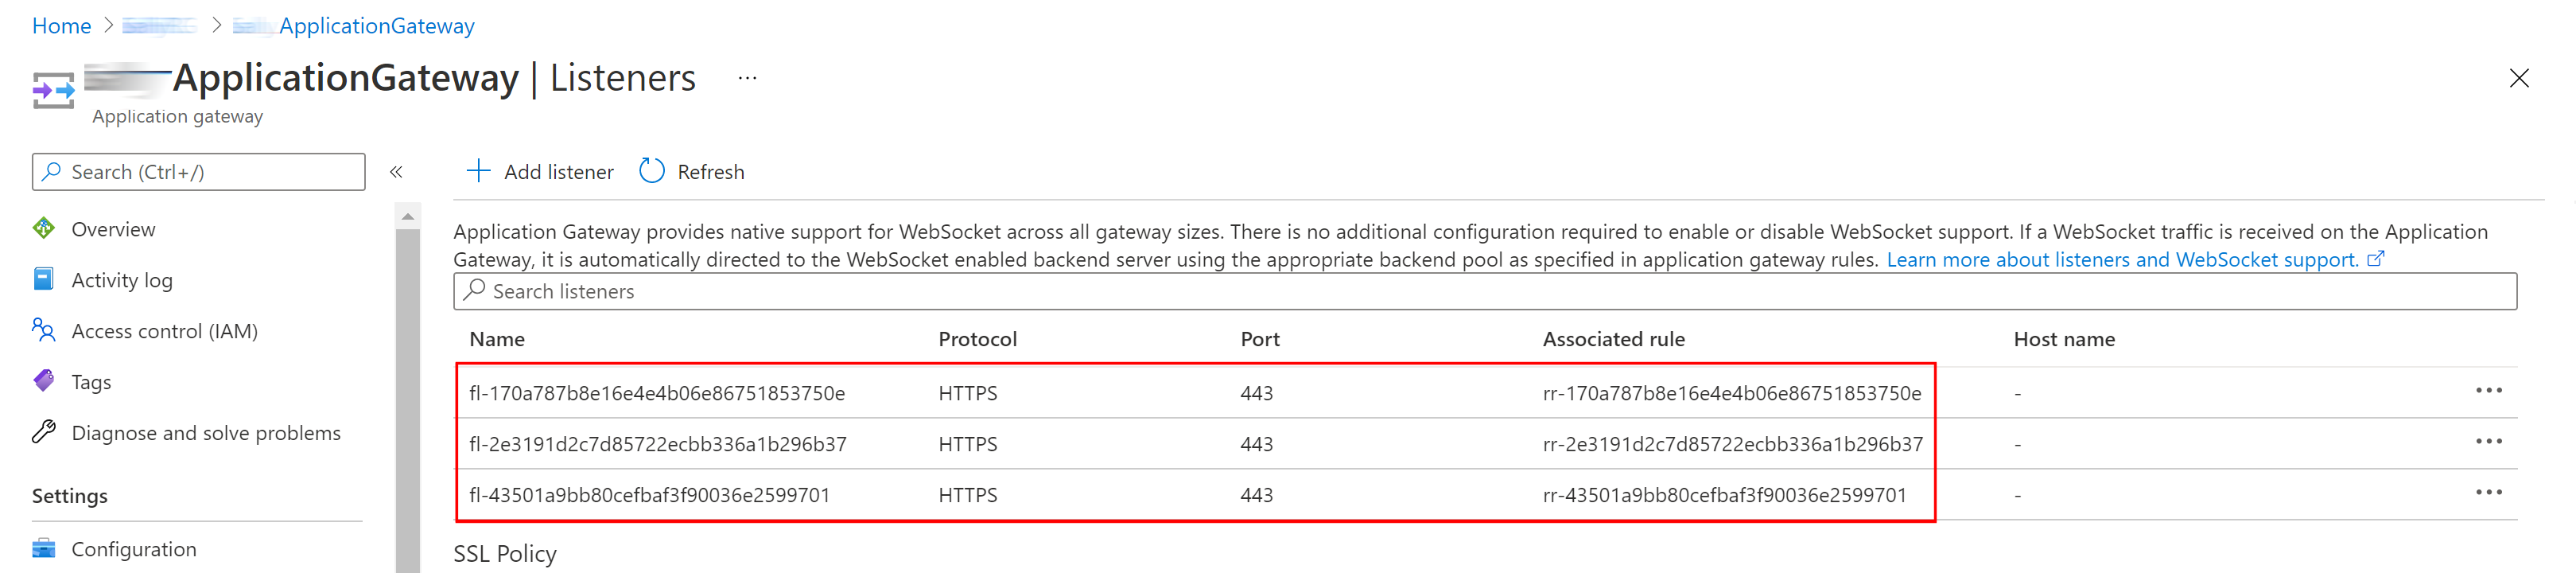 Home > > ApplicationGateway
ApplicationGateway | Listeners ...
Application gateway
Search (Ctrl+/) «
Overview
Activity log
Access control (IAM)
Tags
Diagnose and solve problems
Settings
Configuration
Add listener Refresh
Application Gateway provides native support for WebSocket across all gateway sizes. There is no additional configuration required to enable or disable WebSocket support. If a WebSocket traffic is received on the Application
Gateway, it is automatically directed to the WebSocket enabled backend server using the appropriate backend pool as specified in application gateway rules. Learn more about listeners and WebSocket support.
Search listeners
Name Protocol Port Associated rule Host name
fl-170a787b8e16e4e4b06e86751853750e HTTPS 443 rr-170a787b8e16e4e4b06e86751853750e - ...
fl-2e3191d2c7d85722ecbb336a1b296b37 HTTPS 443 rr-2e3191d2c7d85722ecbb336a1b296b37 - ...
fl-43501a9bb80cefbaf3f90036e2599701 HTTPS 443 rr-43501a9bb80cefbaf3f90036e2599701 - ...
SSL Policy